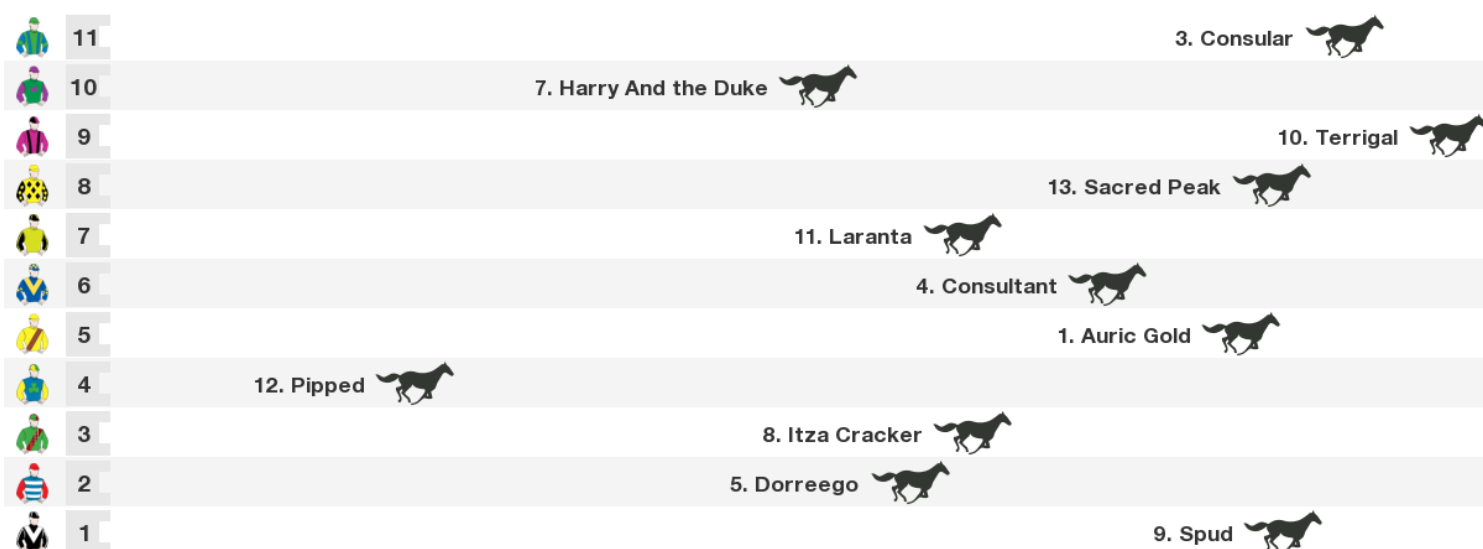 11 3. Consular
10 7. Harry And the Duke
9 10. Terrigal
8 13. Sacred Peak
7 11. Laranta
6 4. Consultant
5 1. Auric Gold
4 12. Pipped
3 8. Itza Cracker
2 5. Dorreego
1 9. Spud